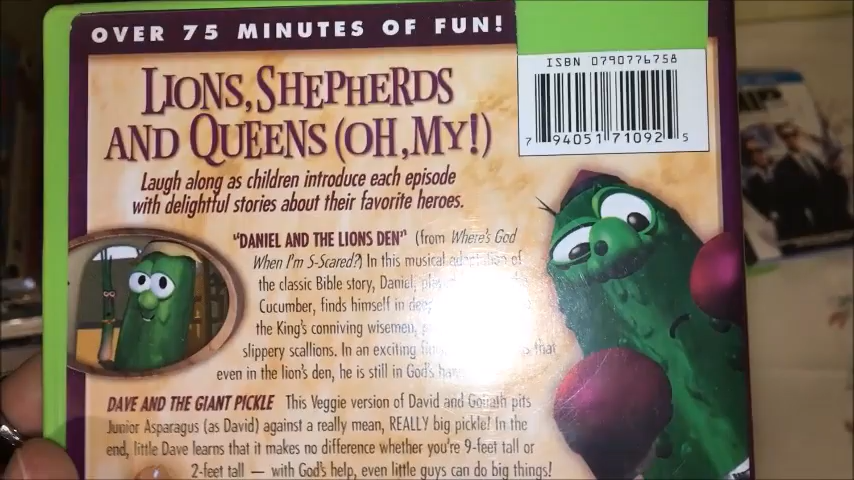 OVER 75 MINUTES OF FUN!
ISBN 0790776758
7 94051 71092 5
LIONS, SHEPHERDS
AND QUEENS (OH, MY!)
Laugh along as children introduce each episode
with delightful stories about their favorite heroes.
"DANIEL AND THE LIONS DEN" (from Where's God
When I'm S-Scared?) In this musical adaptation of
the classic Bible story, Daniel,
Cucumber, finds himself in
the King's conniving wisemen,
slippery scallions. In an exciting that
even in the lion's den, he is still in God's
DAVE AND THE GIANT PICKLE This Veggie version of David and Goliath pits
Junior Asparagus (as David) against a really mean, REALLY big pickle! In the
end, little Dave learns that it makes no difference whether you're 9-feet tall or
2-feet tall — with God's help, even little guys can do big things!